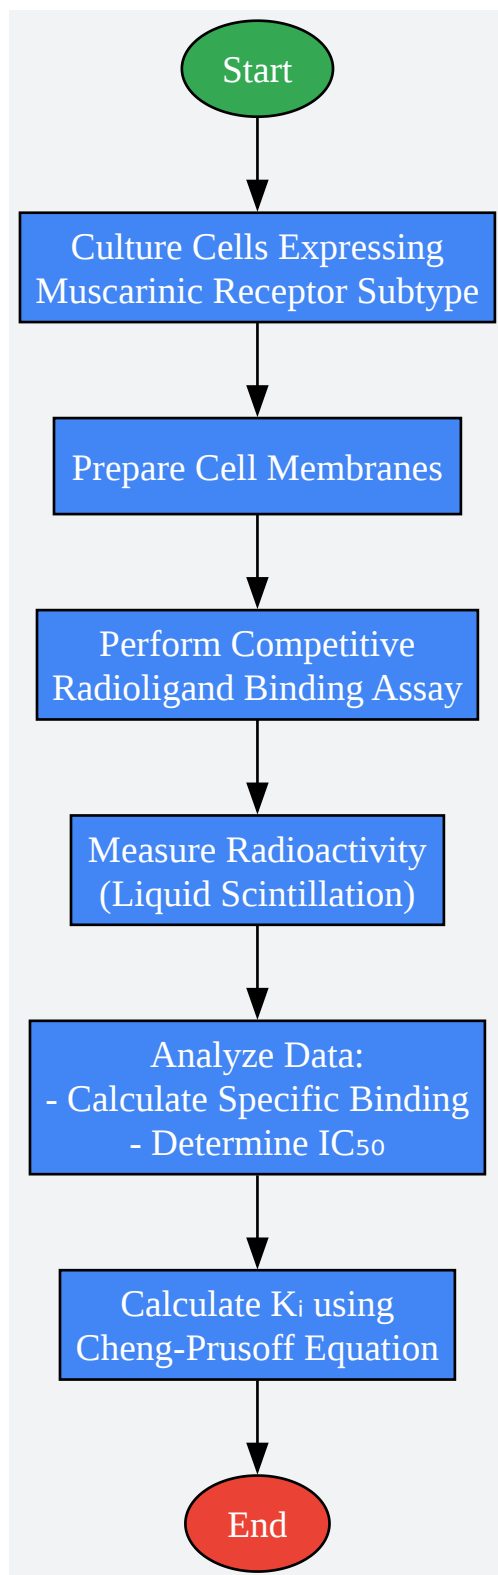 Start
Culture Cells Expressing
Muscarinic Receptor Subtype
Prepare Cell Membranes
Perform Competitive
Radioligand Binding Assay
Measure Radioactivity
(Liquid Scintillation)
Analyze Data:
- Calculate Specific Binding
- Determine IC₅₀
Calculate Kᵢ using
Cheng-Prusoff Equation
End